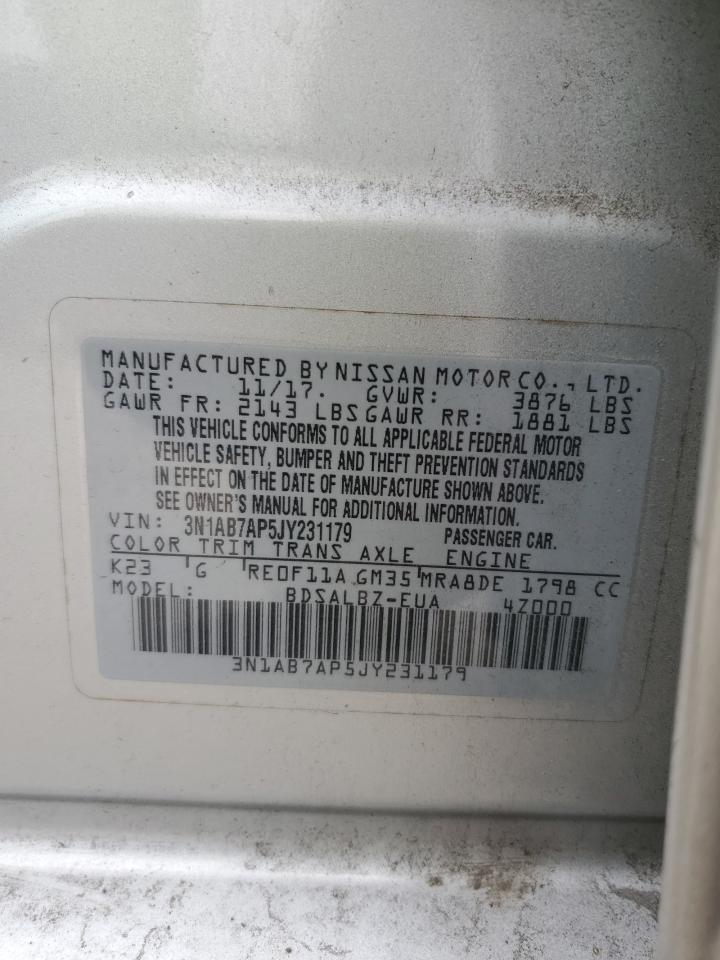 MANUFACTURED BY NISSAN MOTOR CO., LTD.
DATE: 11/17. GVWR: 3876 LBS
GAWR FR: 2143 LBS GAWR RR: 1881 LBS
THIS VEHICLE CONFORMS TO ALL APPLICABLE FEDERAL MOTOR
VEHICLE SAFETY, BUMPER AND THEFT PREVENTION STANDARDS
IN EFFECT ON THE DATE OF MANUFACTURE SHOWN ABOVE.
SEE OWNER'S MANUAL FOR ADDITIONAL INFORMATION.
VIN: 3N1AB7AP5JY231179 PASSENGER CAR.
COLOR TRIM TRANS AXLE ENGINE
K23 G RE0F11A GM35 MRA8DE 1798 CC
MODEL: BDSALBZ-EUA 4Z000
3N1AB7AP5JY231179